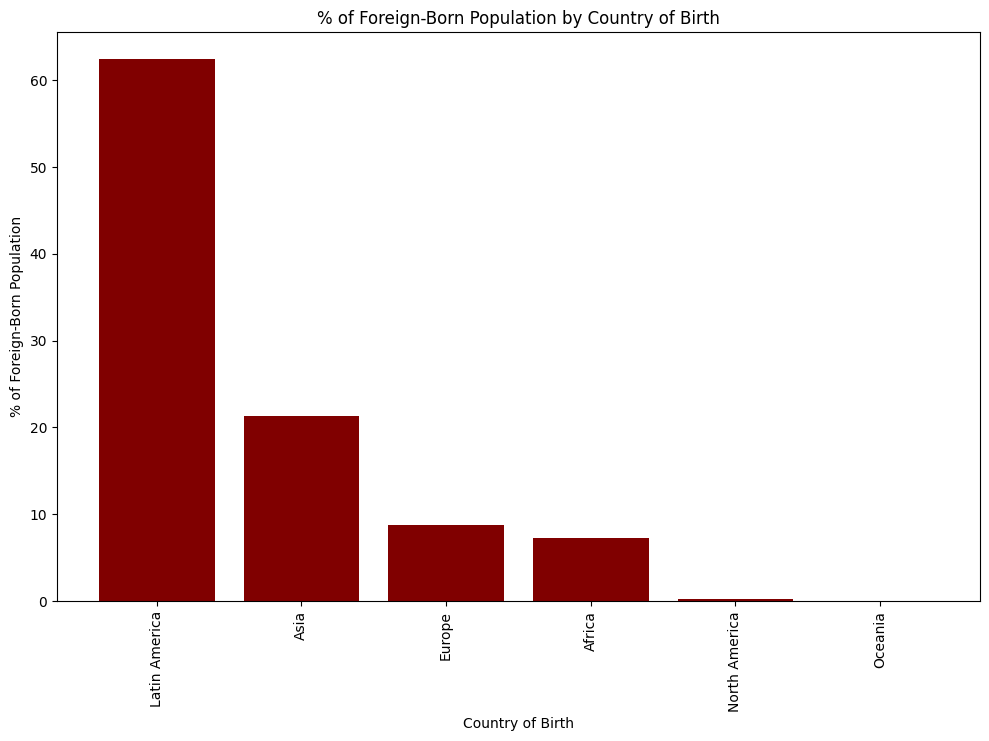 % of Foreign-Born Population by Country of Birth
% of Foreign-Born Population
60
50
40
30
20
10
0
Latin America
Asia
Europe
Africa
North America
Oceania
Country of Birth